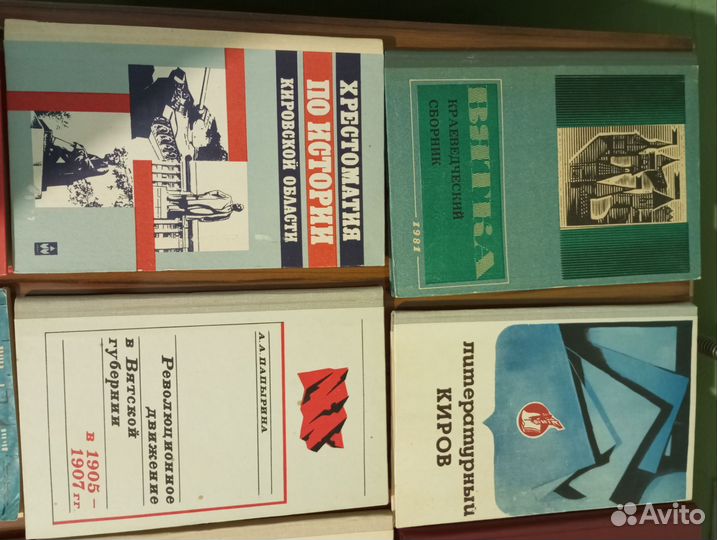 ХРЕСТОМАТИЯ
ПО ИСТОРИИ
КИРОВСКОЙ ОБЛАСТИ
ВЯТКА
КРАЕВЕДЧЕСКИЙ
СБОРНИК
1981
А.А.ПАПЫРИНА
Революционное
движение
в Вятской
губернии
в 1905–
1907 гг
литературный
КИРОВ
Avito